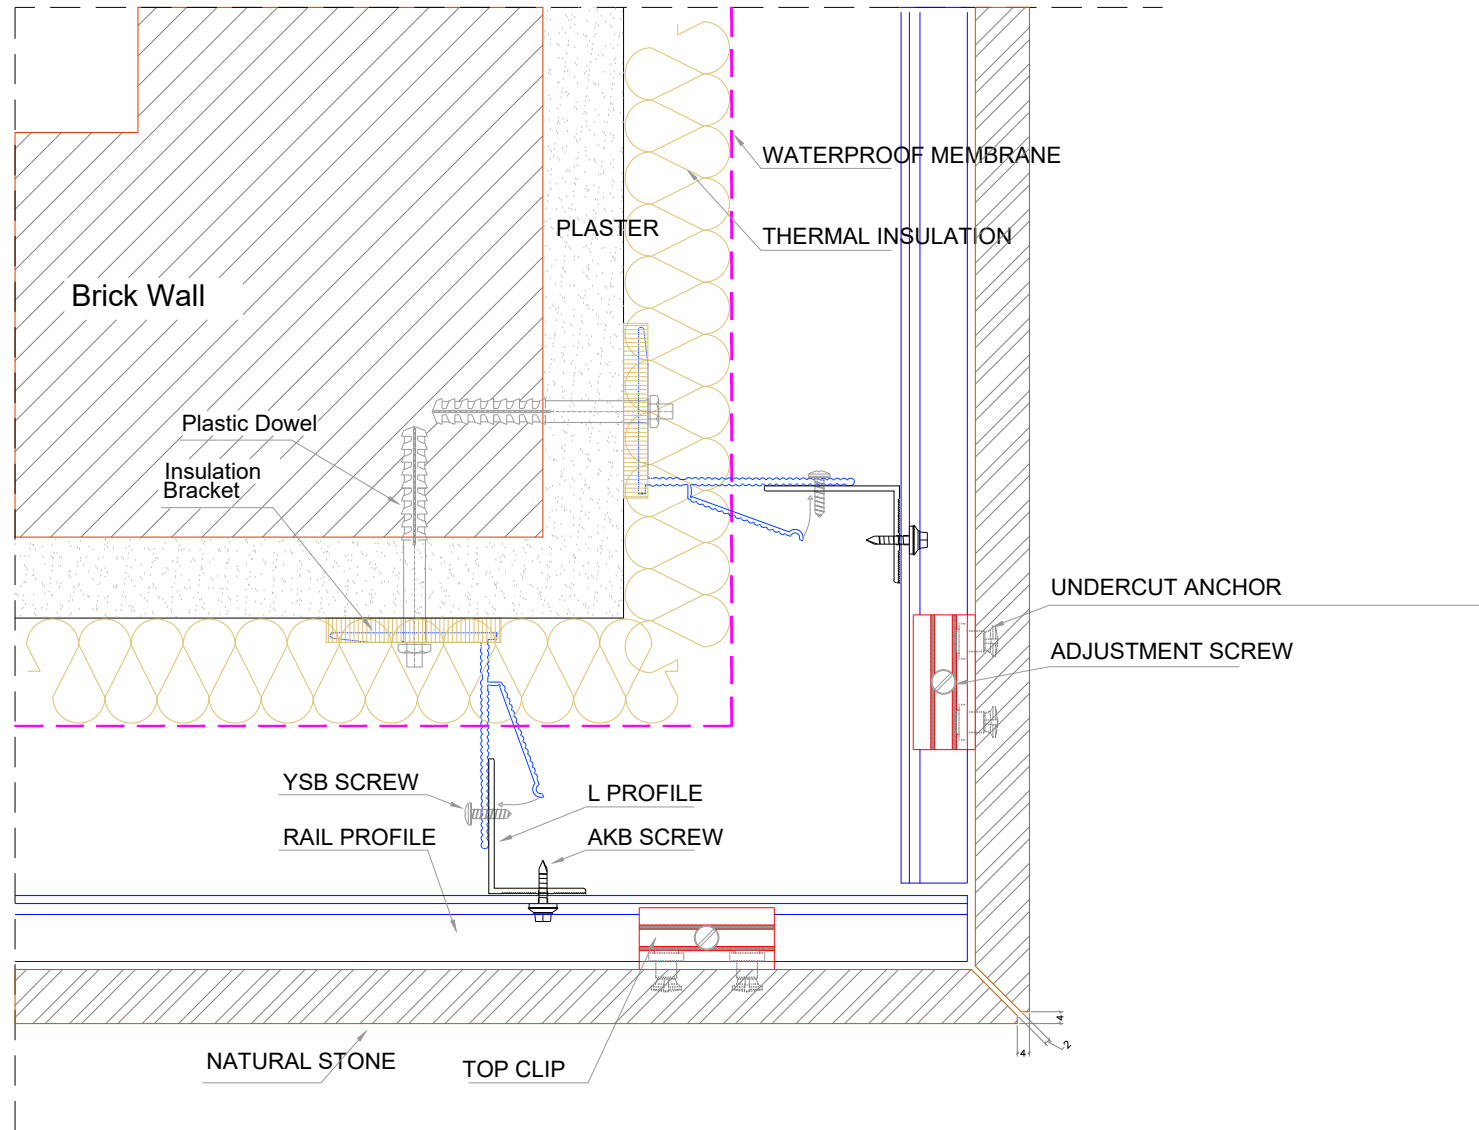 WATERPROOF MEMBRANE
PLASTER
THERMAL INSULATION
Brick Wall
Plastic Dowel
Insulation
Bracket
UNDERCUT ANCHOR
ADJUSTMENT SCREW
YSB SCREW
L PROFILE
RAIL PROFILE
AKB SCREW
4
2
4
NATURAL STONE
TOP CLIP